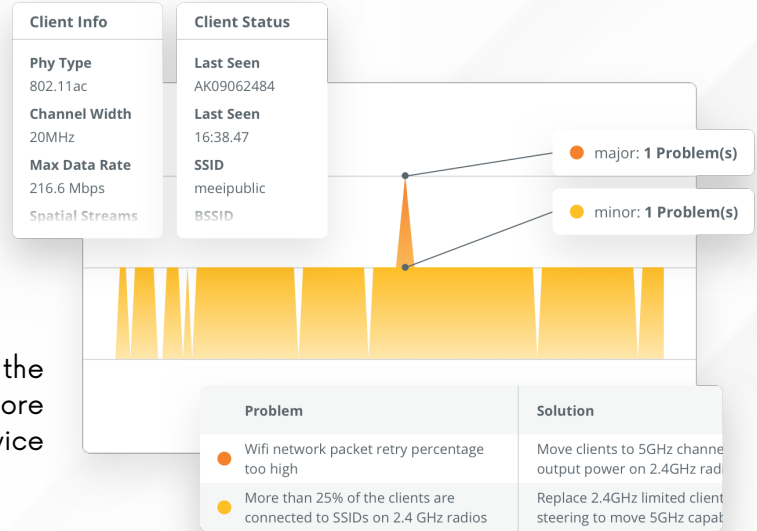 Client Info
Phy Type
802.11ac
Channel Width
20MHz
Max Data Rate
216.6 Mbps
Spatial Streams
Client Status
Last Seen
AK09062484
Last Seen
16:38.47
SSID
meeipublic
BSSID
major: 1 Problem(s)
minor: 1 Problem(s)
the
Problem
Solution
Wifi network packet retry percentage
too high
Move clients to 5GHz channe
output power on 2.4GHz rad
More than 25% of the clients are
connected to SSIDs on 2.4 GHz radios
Replace 2.4GHz limited client
steering to move 5GHz capab